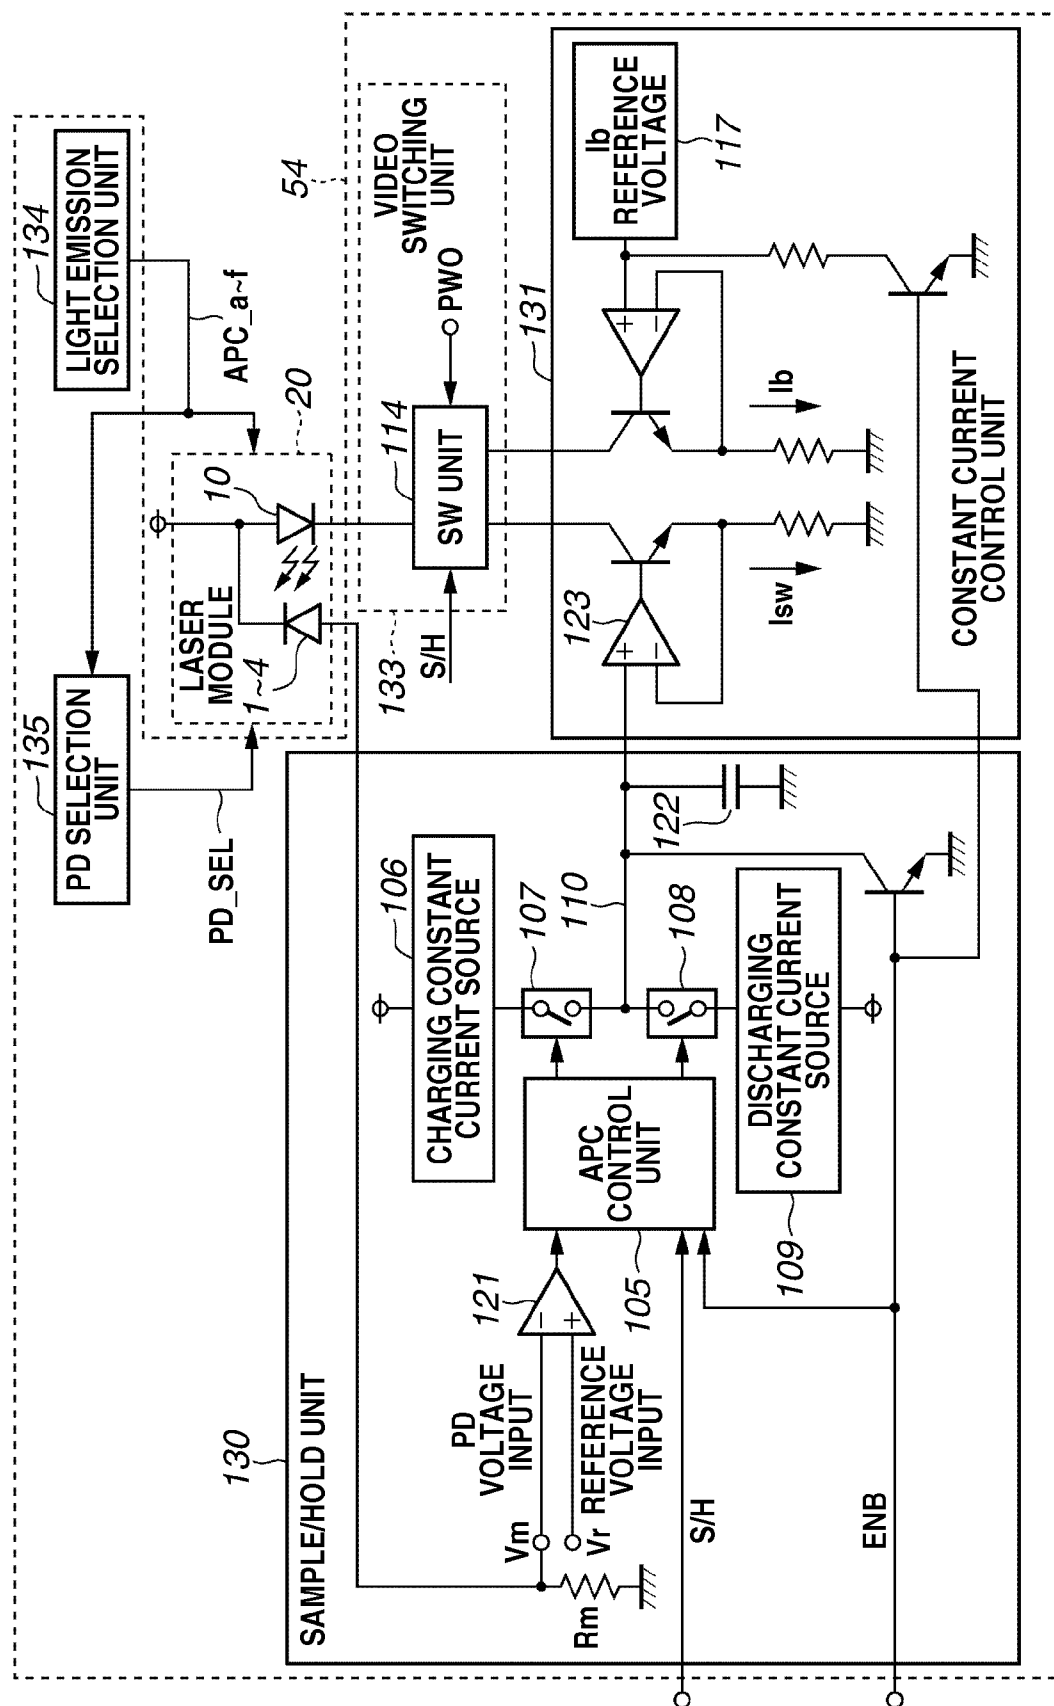 134
LIGHT EMISSION
SELECTION UNIT
135
PD SELECTION
UNIT
APC_a~f
PD_SEL
20
LASER
MODULE
10
1~4
54
VIDEO
SWITCHING
UNIT
133
114
SW UNIT
PWO
S/H
131
Ib
REFERENCE
VOLTAGE
117
+
−
123
+
−
Isw
Ib
CONSTANT CURRENT
CONTROL UNIT
130
SAMPLE/HOLD UNIT
106
CHARGING CONSTANT
CURRENT SOURCE
107
110
108
122
121
−
+
PD
VOLTAGE
INPUT
REFERENCE
VOLTAGE
INPUT
Vm
Vr
Rm
APC
CONTROL
UNIT
105
DISCHARGING
CONSTANT CURRENT
SOURCE
109
S/H
ENB